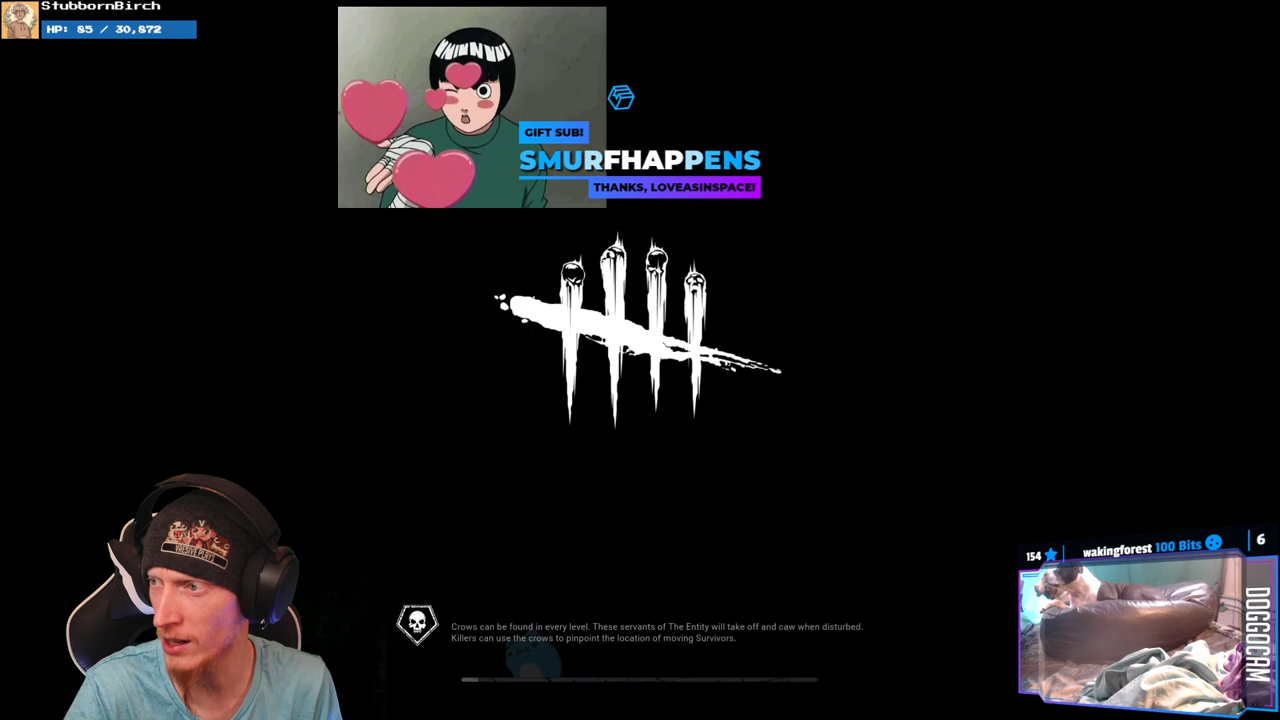 StubbornBirch
HP: 85 / 30,872
GIFT SUB!
SMURFHAPPENS
THANKS, LOVEASINSPACE!
154
wakingforest 100 Bits
6
DOGGOCAM
Crows can be found in every level. These servants of The Entity will take off and caw when disturbed.
Killers can use the crows to pinpoint the location of moving Survivors.